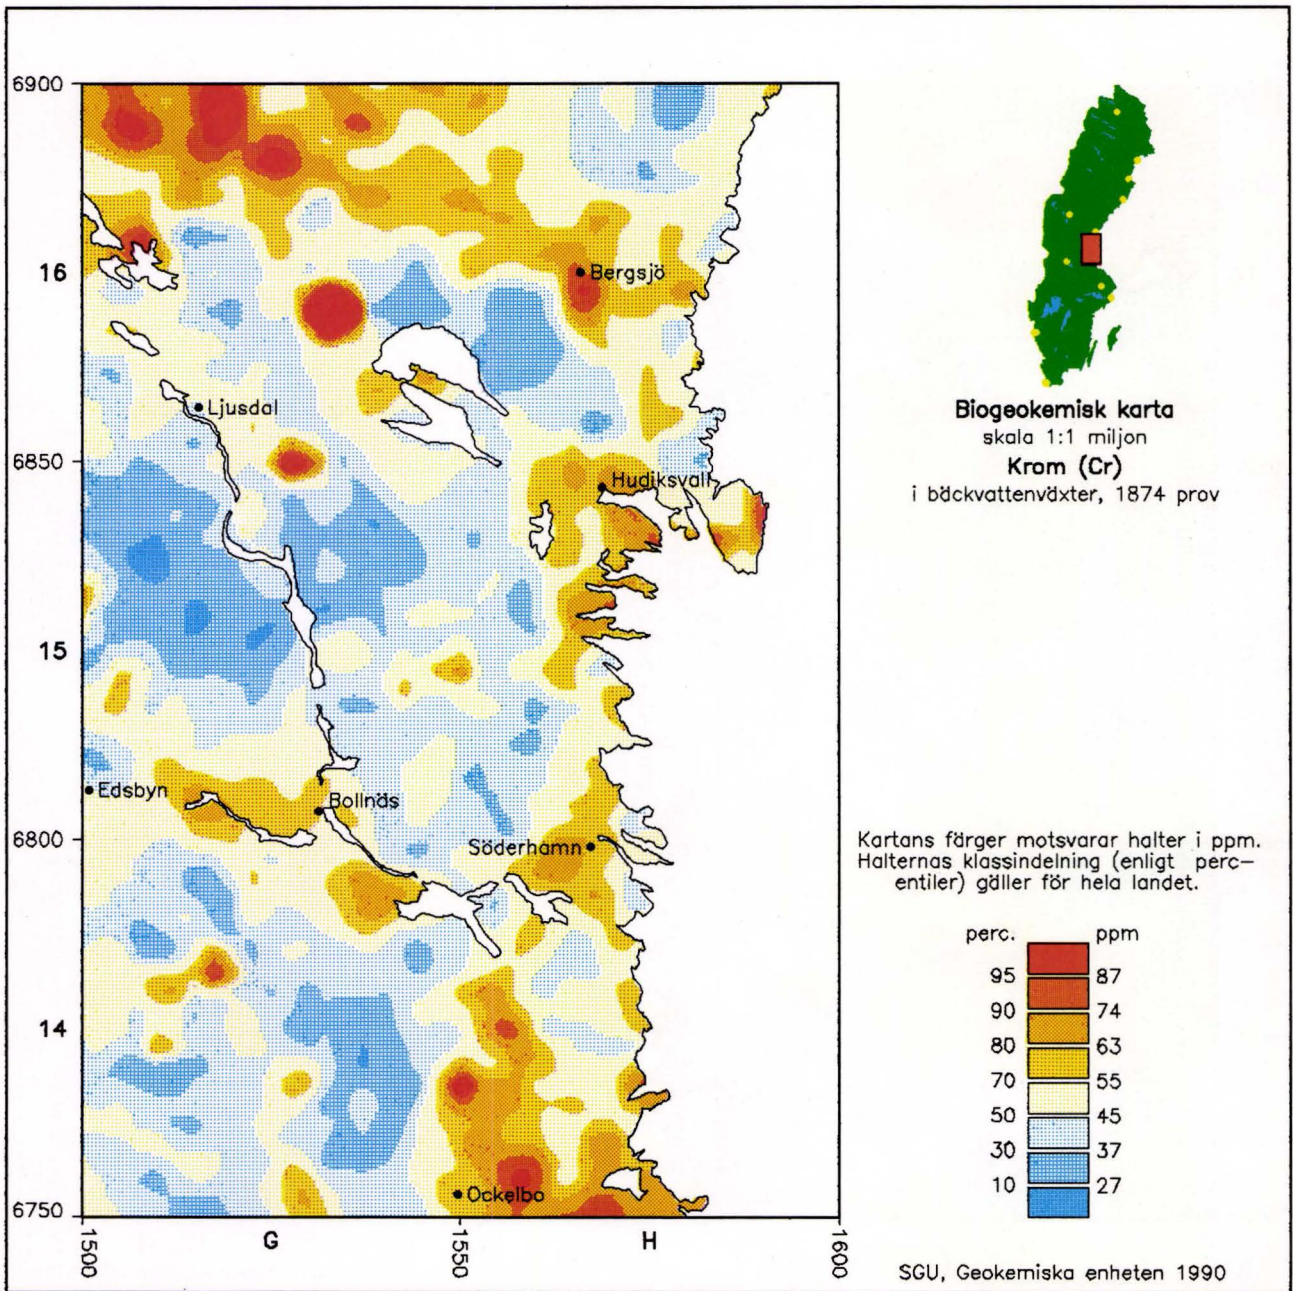 6900
16
Bergsjö
Ljusdal
6850
Hudiksvall
15
Edsbyn
Bollnäs
6800
Söderhamn
14
Ockelbo
6750
1500
G
1550
H
1600
Biogeokemisk karta
skala 1:1 miljon
Krom (Cr)
i bäckvattenväxter, 1874 prov
Kartans färger motsvarar halter i ppm.
Halternas klassindelning (enligt perc-
entiler) gäller för hela landet.
perc. ppm
95 87
90 74
80 63
70 55
50 45
30 37
10 27
SGU, Geokemiska enheten 1990